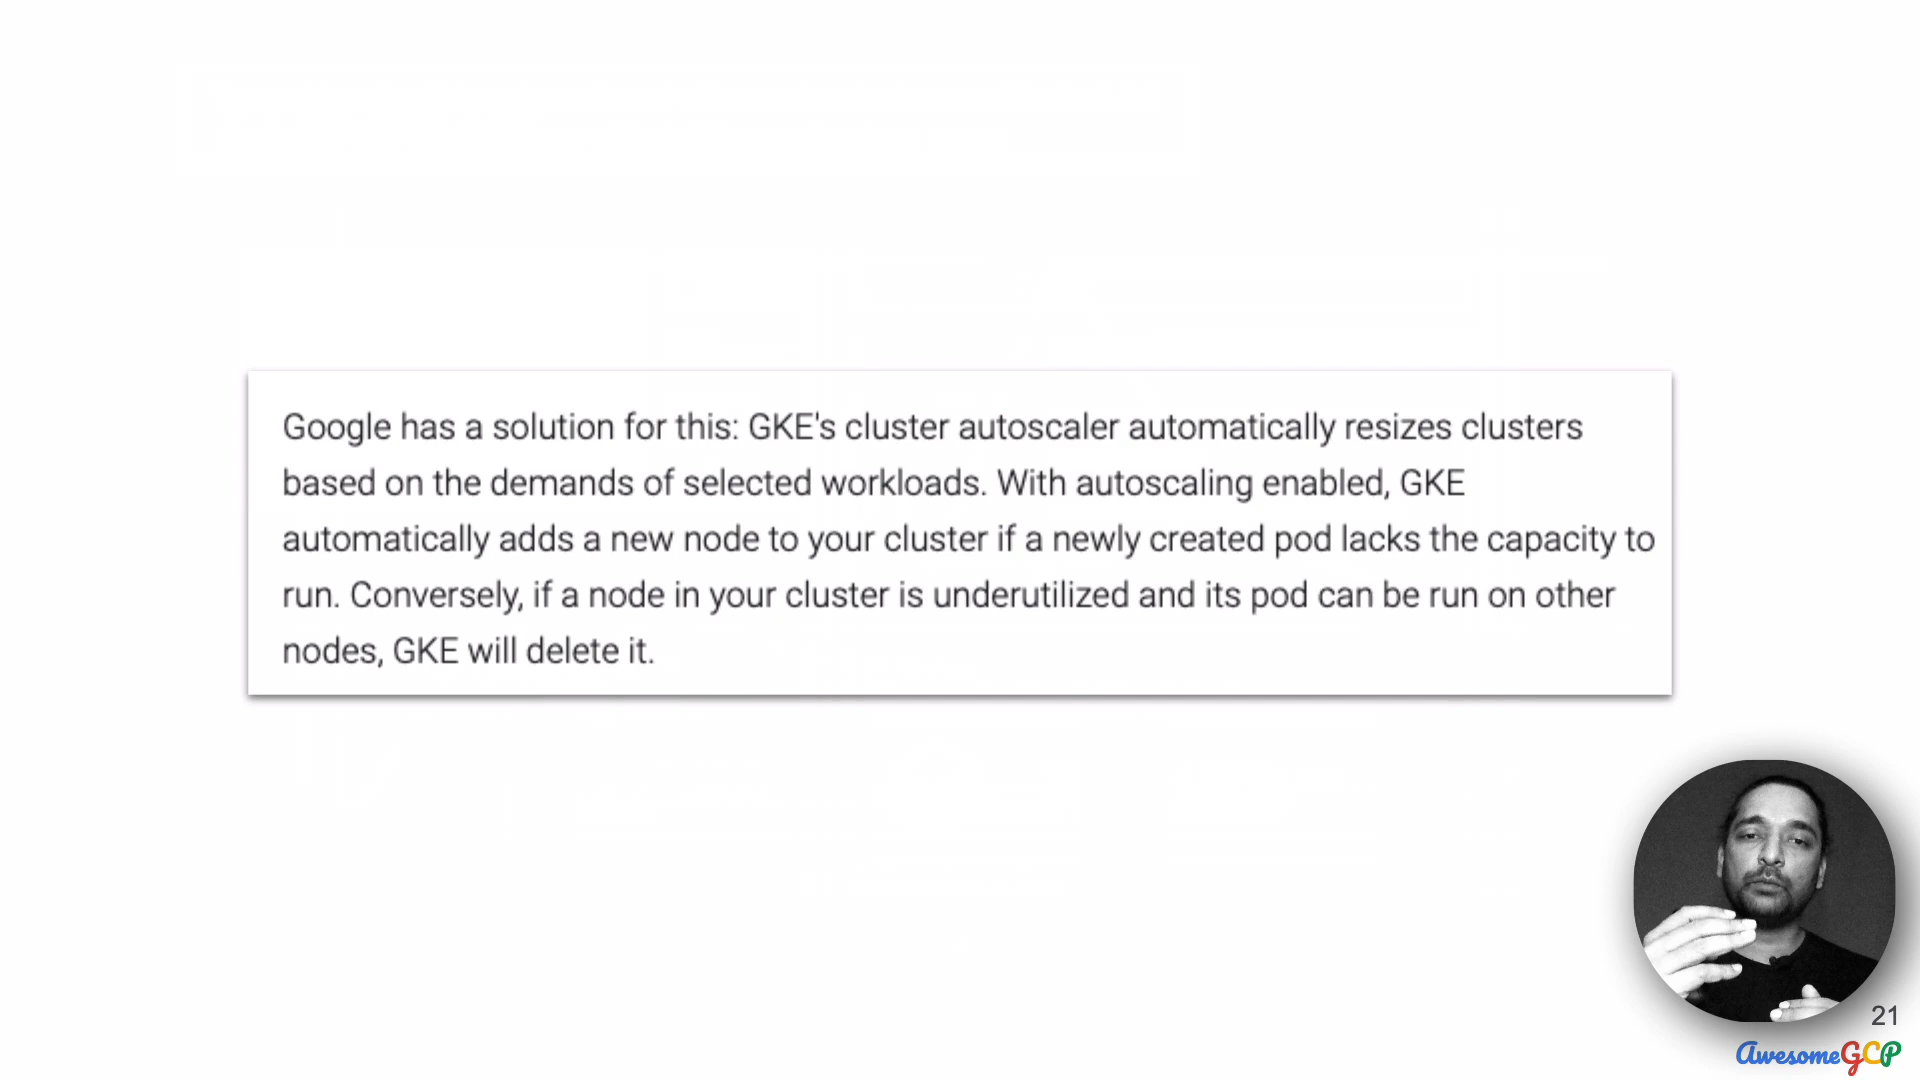 Google has a solution for this: GKE's cluster autoscaler automatically resizes clusters
based on the demands of selected workloads. With autoscaling enabled, GKE
automatically adds a new node to your cluster if a newly created pod lacks the capacity to
run. Conversely, if a node in your cluster is underutilized and its pod can be run on other
nodes, GKE will delete it.
21
AwesomeGCP